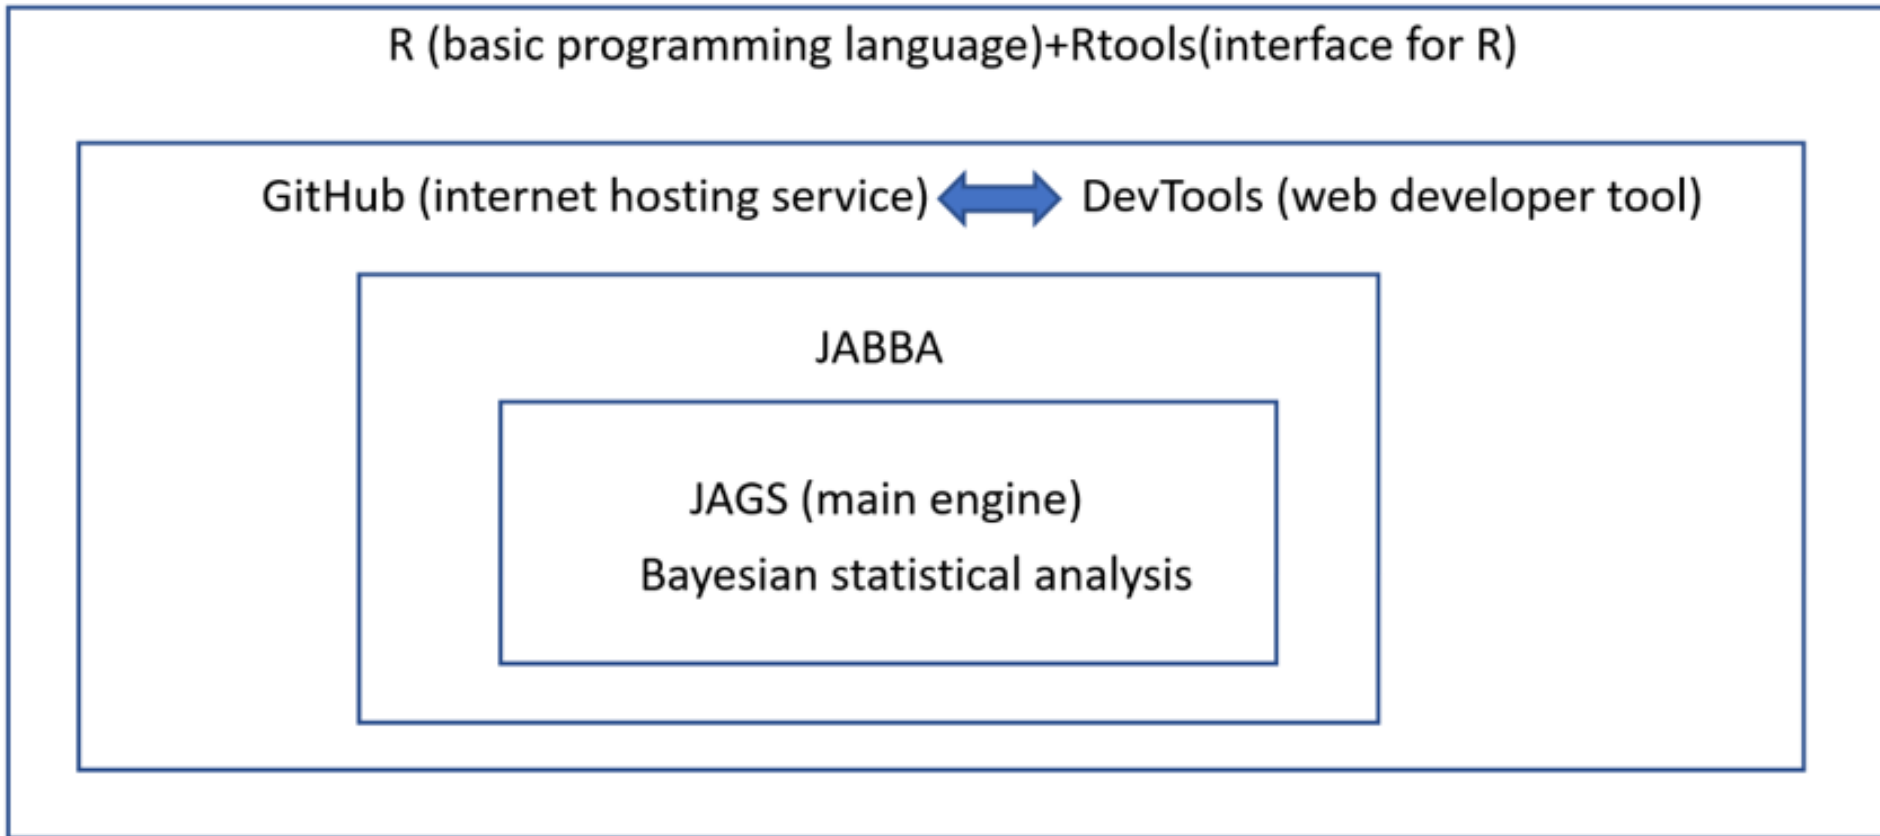 R (basic programming language)+Rtools(interface for R)
GitHub (internet hosting service) DevTools (web developer tool)
JABBA
JAGS (main engine)
Bayesian statistical analysis